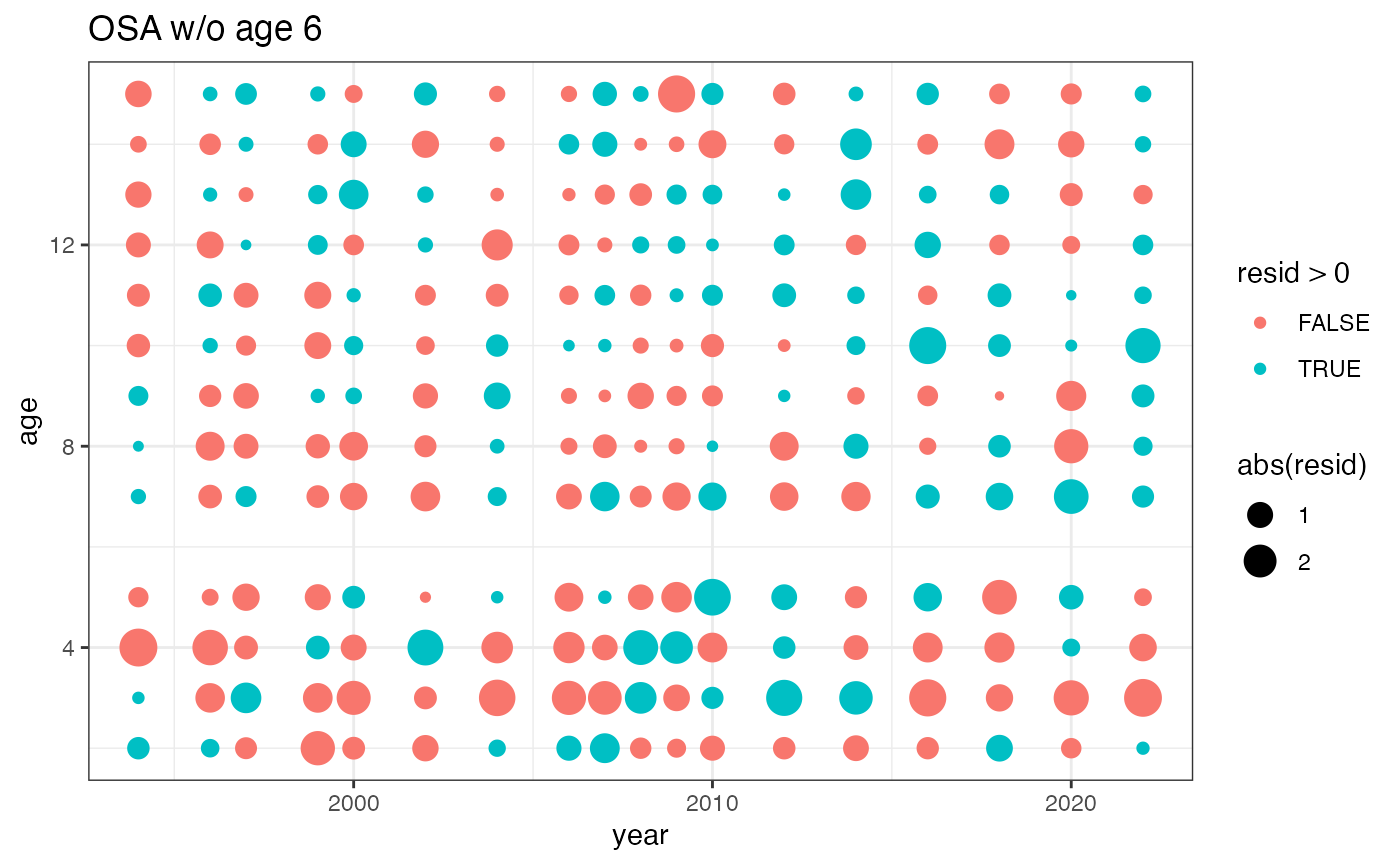 OSA w/o age 6
12
8
4
age
2000
2010
2020
year
resid > 0
FALSE
TRUE
abs(resid)
1
2